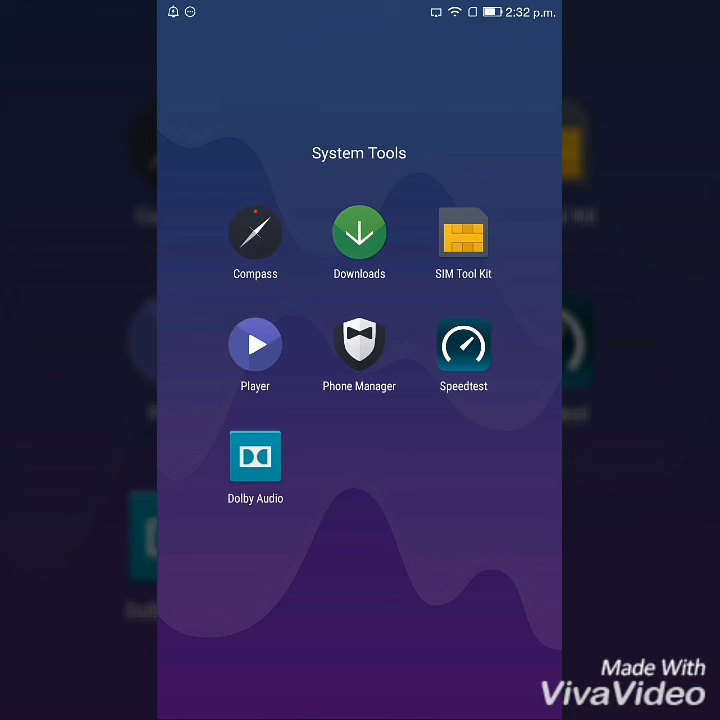 2:32 p.m.
System Tools
Compass
Downloads
SIM Tool Kit
Player
Phone Manager
Speedtest
Dolby Audio
Made With
VivaVideo